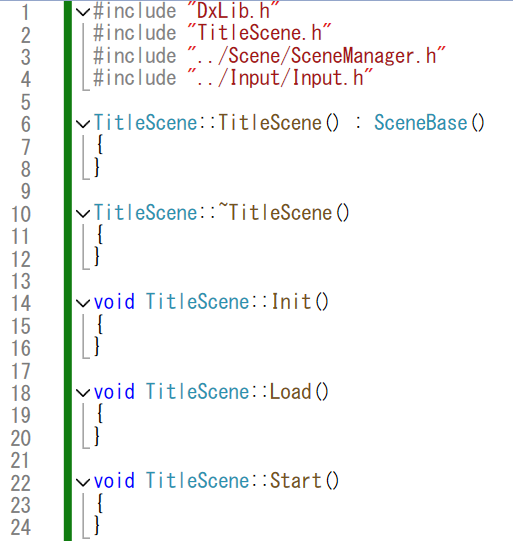 1 #include "DxLib.h"
2 #include "TitleScene.h"
3 #include "../Scene/SceneManager.h"
4 #include "../Input/Input.h"
5
6 TitleScene::TitleScene() : SceneBase()
7 {
8 }
9
10 TitleScene::~TitleScene()
11 {
12 }
13
14 void TitleScene::Init()
15 {
16 }
17
18 void TitleScene::Load()
19 {
20 }
21
22 void TitleScene::Start()
23 {
24 }